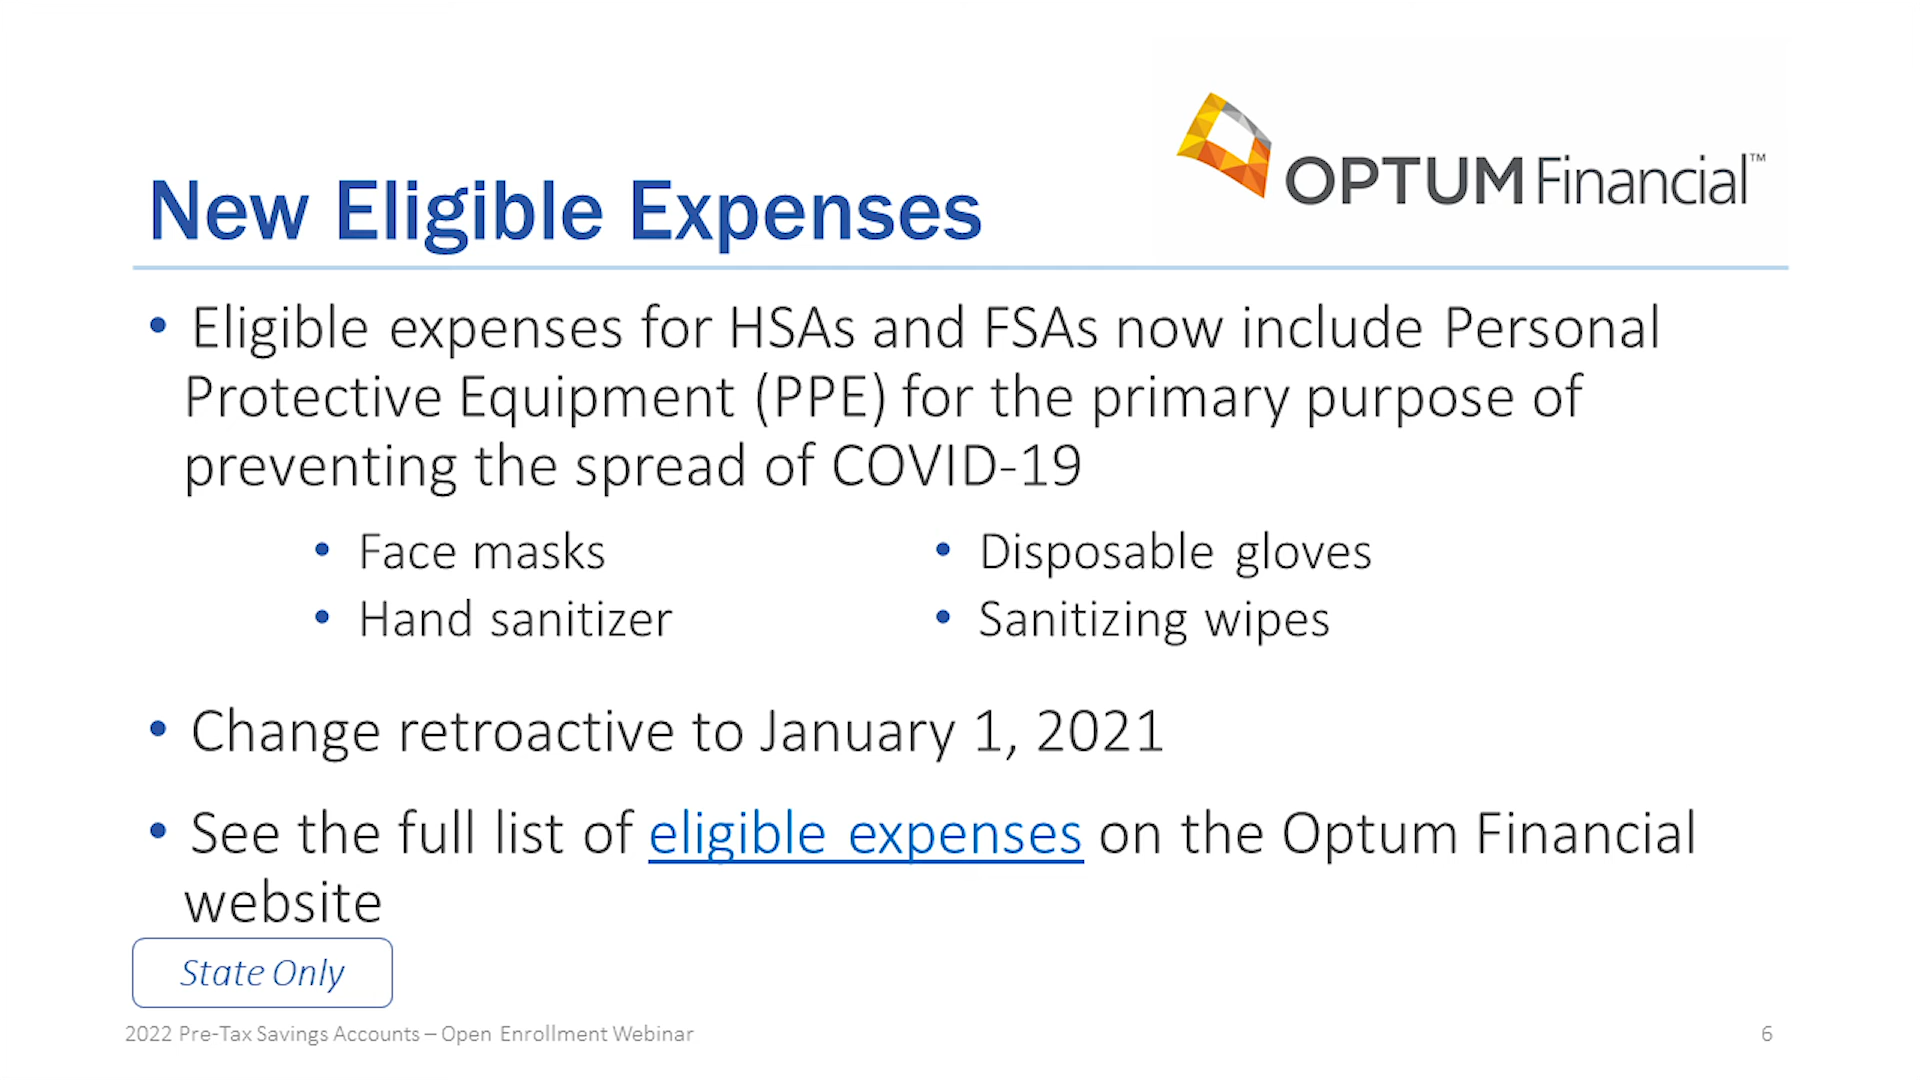 OPTUM Financial™
New Eligible Expenses
• Eligible expenses for HSAs and FSAs now include Personal
Protective Equipment (PPE) for the primary purpose of
preventing the spread of COVID-19
• Face masks
• Hand sanitizer
• Disposable gloves
• Sanitizing wipes
• Change retroactive to January 1, 2021
• See the full list of eligible expenses on the Optum Financial
website
State Only
2022 Pre-Tax Savings Accounts – Open Enrollment Webinar
6